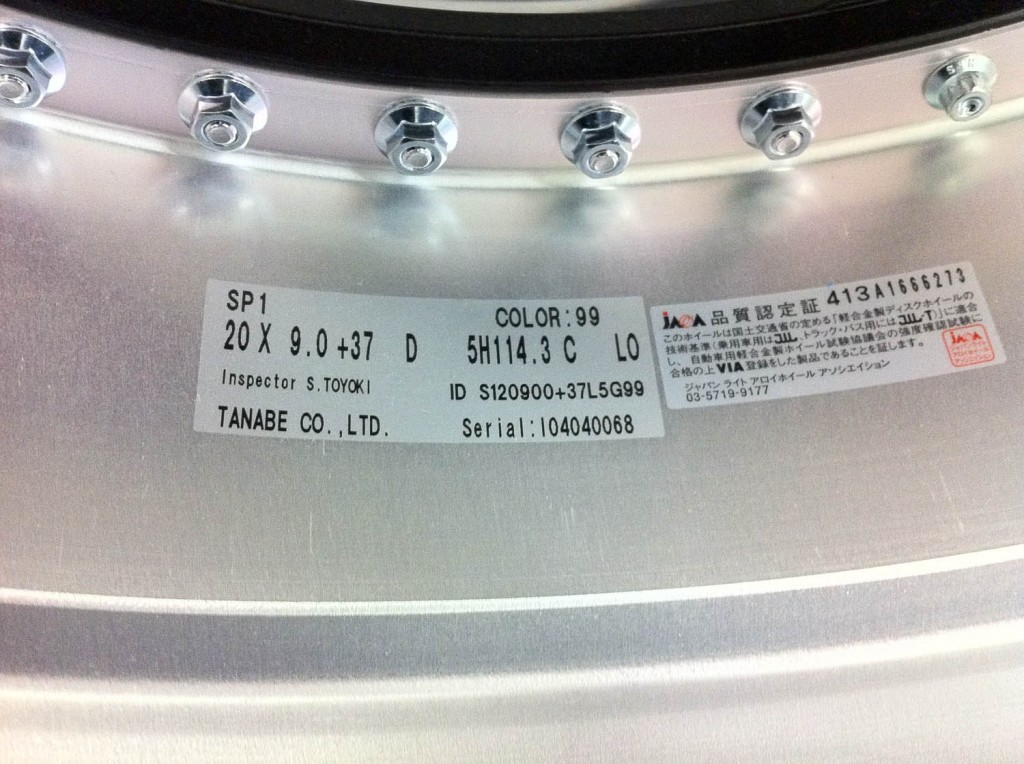 SP1 COLOR:99
20 X 9.0 +37 D 5H114.3 C LO
Inspector S.TOYOKI ID S120900+37L5G99
TANABE CO.,LTD. Serial:I04040068
JAWA 品質認定証 413A1666273
このホイールは国土交通省の定める「軽合金製ディスクホイールの
技術基準（乗用車用はJWL、トラック・バス用にはJWL-T）」に適合
し、自動車用軽合金製ホイール試験協議会の強度確認試験に
合格の上VIA登録をした製品であることを証します。
ジャパン ライト アロイホイール アソシエイション
03-5719-9177